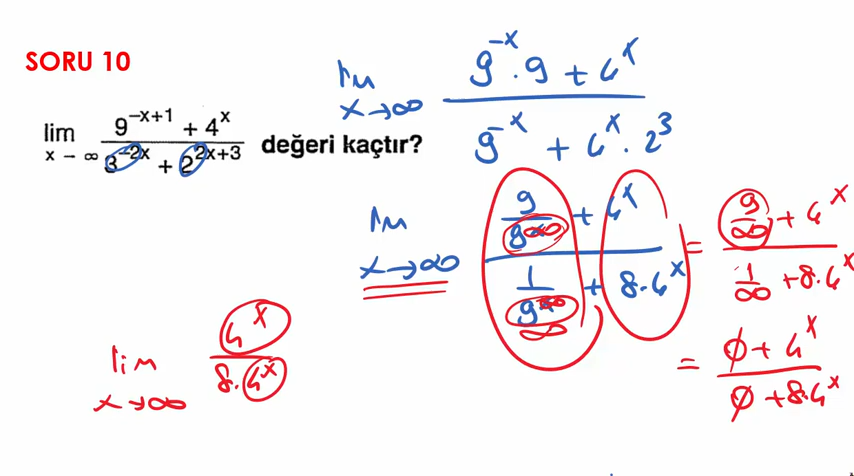 SORU 10
lim x→∞ (9^(-x+1) + 4^x) / (3^(-2x) + 2^(2x+3)) değeri kaçtır?
lim x→∞ (9^(-x) · 9 + 4^x) / (9^(-x) + 4^x · 2^3)
lim x→∞ (9/9^∞ + 4^x) / (1/9^∞ + 8·4^x) = (9/∞ + 4^x) / (1/∞ + 8·4^x)
∞
= (0 + 4^x) / (0 + 8·4^x)
lim x→∞ 4^x / (8·4^x)